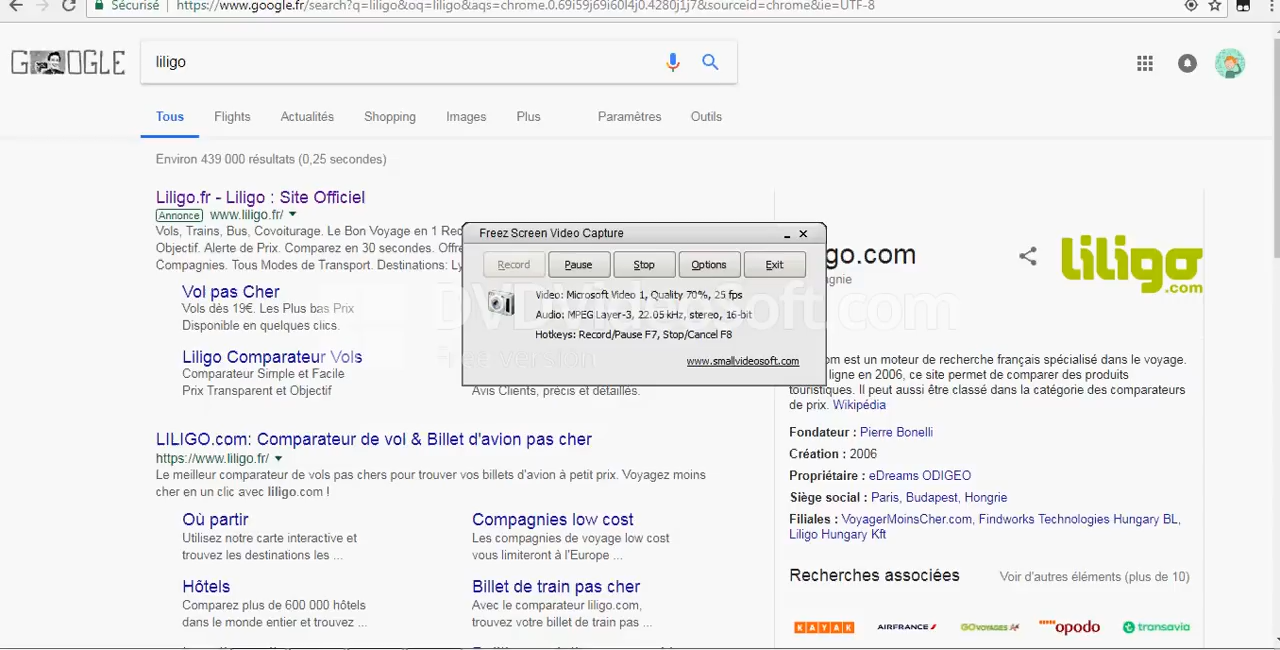 Sécurisé
https://www.google.fr/search?q=liligo&oq=liligo&aqs=chrome.0.69i59j69i60l4j0.4280j1j7&sourceid=chrome&ie=UTF-8
GOOGLE
liligo
Tous
Flights
Actualités
Shopping
Images
Plus
Paramètres
Outils
Environ 439 000 résultats (0,25 secondes)
Liligo.fr - Liligo : Site Officiel
Annonce www.liligo.fr/
Vols, Trains, Bus, Covoiturage. Le Bon Voyage en 1
Objectif. Alerte de Prix. Comparez en 30 secondes.
Compagnies. Tous Modes de Transport. Destinations:
Vol pas Cher
Vols dès 19€. Les Plus bas Prix
Disponible en quelques clics.
Liligo Comparateur Vols
Comparateur Simple et Facile
Prix Transparent et Objectif
Avis Clients, précis et détaillés.
Freez Screen Video Capture
Record
Pause
Stop
Options
Exit
Video: Microsoft Video 1, Quality 70%, 25 fps
Audio: MPEG Layer-3, 22.05 kHz, stereo, 16-bit
Hotkeys: Record/Pause F7, Stop/Cancel F8
www.smallvideosoft.com
DVDVideoSoft.com
Free version
LILIGO.com: Comparateur de vol & Billet d'avion pas cher
https://www.liligo.fr/
Le meilleur comparateur de vols pas chers pour trouver vos billets d'avion à petit prix. Voyagez moins
cher en un clic avec liligo.com !
Où partir
Utilisez notre carte interactive et
trouvez les destinations les ...
Compagnies low cost
Les compagnies de voyage low cost
vous limiteront à l'Europe ...
Hôtels
Comparez plus de 600 000 hôtels
dans le monde entier et trouvez ...
Billet de train pas cher
Avec le comparateur liligo.com,
trouvez votre billet de train pas ...
go.com
gnie
liligo
.com
om est un moteur de recherche français spécialisé dans le voyage.
ligne en 2006, ce site permet de comparer des produits
touristiques. Il peut aussi être classé dans la catégorie des comparateurs
de prix. Wikipédia
Fondateur : Pierre Bonelli
Création : 2006
Propriétaire : eDreams ODIGEO
Siège social : Paris, Budapest, Hongrie
Filiales : VoyagerMoinsCher.com, Findworks Technologies Hungary BL,
Liligo Hungary Kft
Recherches associées
Voir d'autres éléments (plus de 10)
KAYAK
AIRFRANCE
GOVOYAGES
opodo
transavia